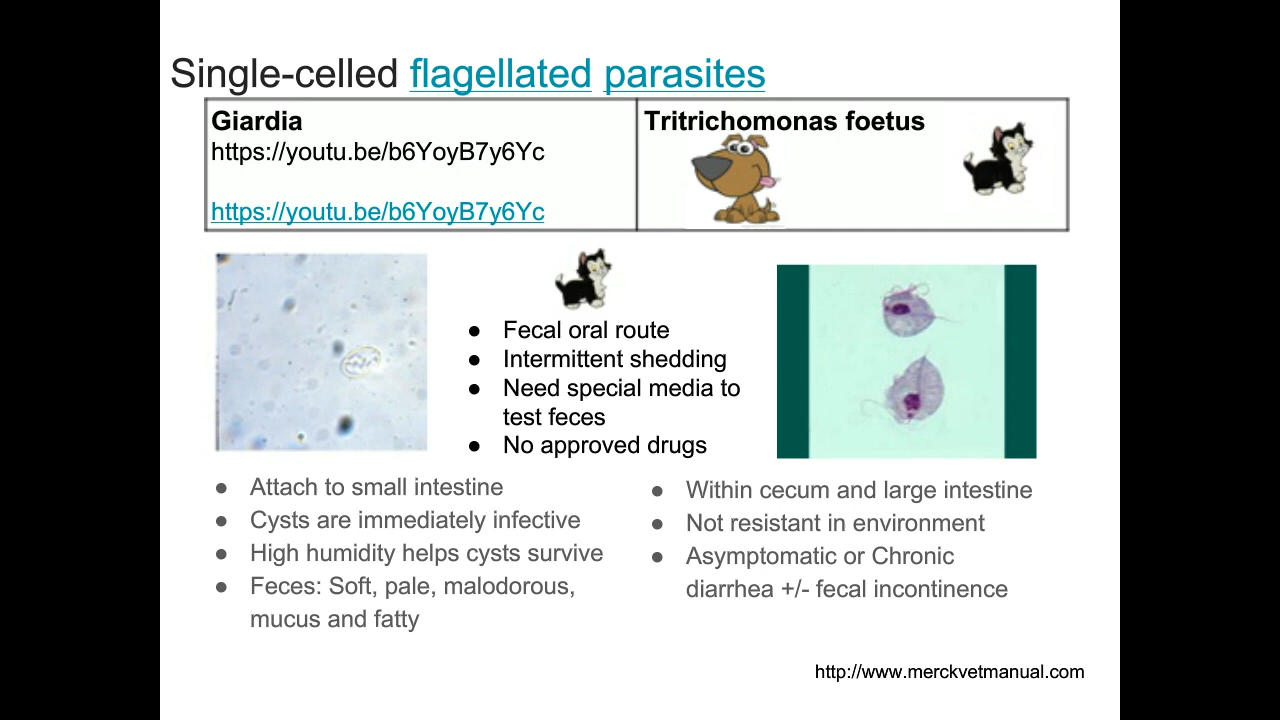 Single-celled flagellated parasites
Giardia
https://youtu.be/b6YoyB7y6Yc
https://youtu.be/b6YoyB7y6Yc
Tritrichomonas foetus
● Fecal oral route
● Intermittent shedding
● Need special media to
test feces
● No approved drugs
● Attach to small intestine
● Cysts are immediately infective
● High humidity helps cysts survive
● Feces: Soft, pale, malodorous,
mucus and fatty
● Within cecum and large intestine
● Not resistant in environment
● Asymptomatic or Chronic
diarrhea +/- fecal incontinence
http://www.merckvetmanual.com